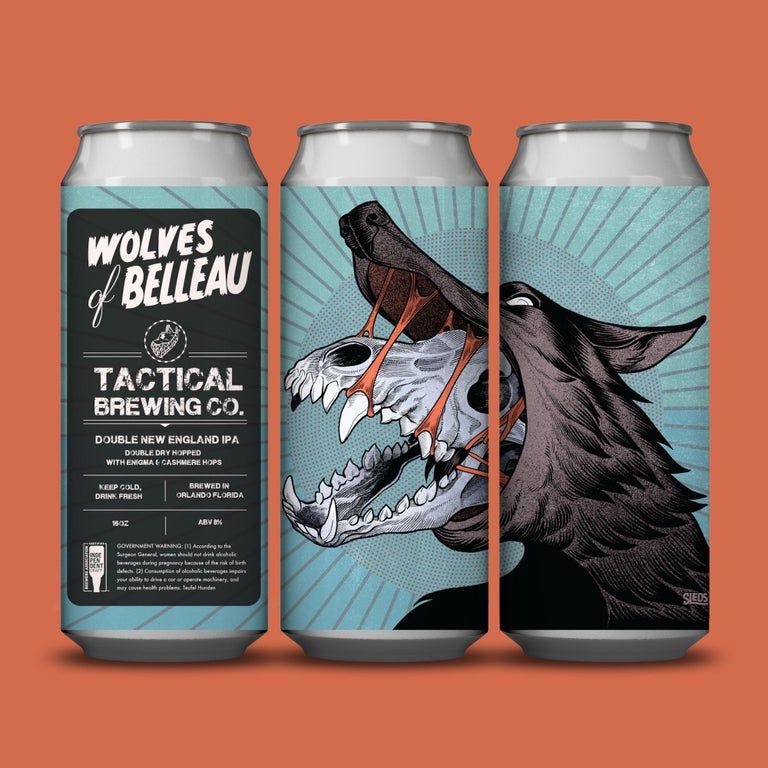 WOLVES
of BELLEAU
TACTICAL
BREWING CO.
DOUBLE NEW ENGLAND IPA
DOUBLE DRY HOPPED
WITH ENIGMA & CASHMERE HOPS
KEEP COLD,
DRINK FRESH
BREWED IN
ORLANDO FLORIDA
16OZ
ABV 8%
INDE
PEN
DENT
GOVERNMENT WARNING: (1) According to the
Surgeon General, women should not drink alcoholic
beverages during pregnancy because of the risk of birth
defects. (2) Consumption of alcoholic beverages impairs
your ability to drive a car or operate machinery, and
may cause health problems. Teufel Hunden
SLEDS